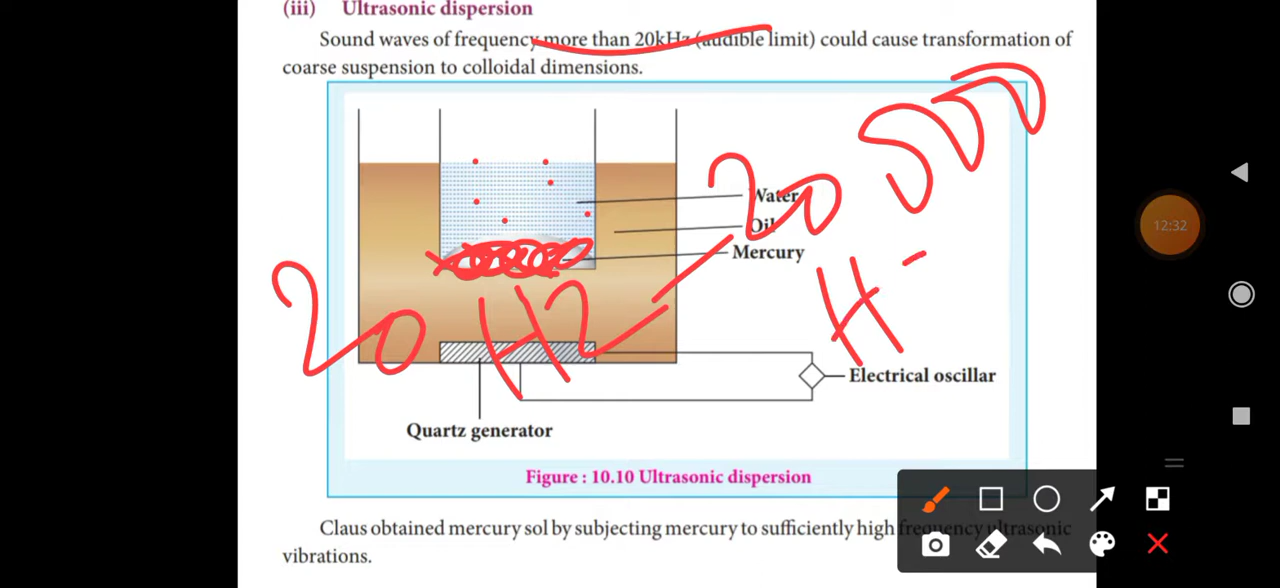 (iii) Ultrasonic dispersion
Sound waves of frequency more than 20kHz (audible limit) could cause transformation of
coarse suspension to colloidal dimensions.
20 000
Water
Oil
Mercury
H
20 Hz
Electrical oscillar
Quartz generator
Figure : 10.10 Ultrasonic dispersion
Claus obtained mercury sol by subjecting mercury to sufficiently high frequency ultrasonic
vibrations.
12:32